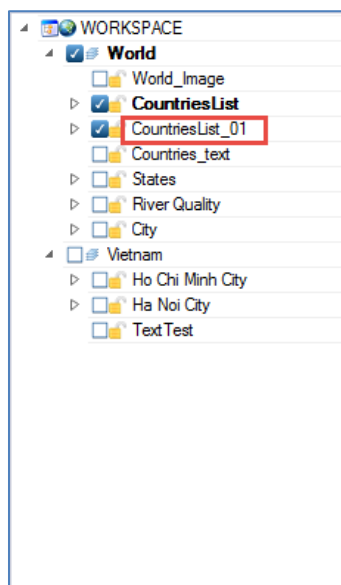 WORKSPACE
World
World_Image
CountriesList
CountriesList_01
Countries_text
States
River Quality
City
Vietnam
Ho Chi Minh City
Ha Noi City
TextTest